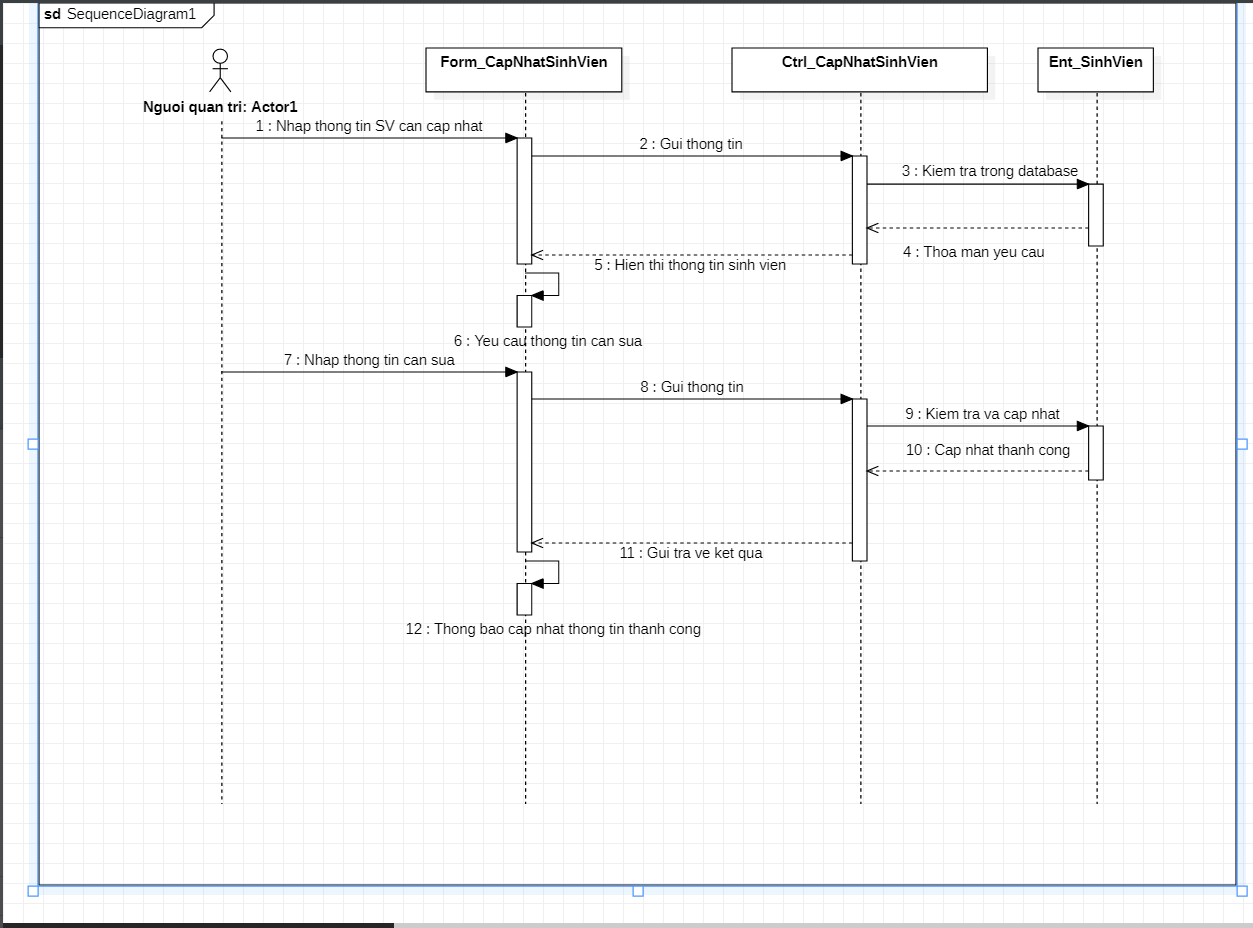 sd SequenceDiagram1
Form_CapNhatSinhVien
Ctrl_CapNhatSinhVien
Ent_SinhVien
Nguoi quan tri: Actor1
1 : Nhap thong tin SV can cap nhat
2 : Gui thong tin
3 : Kiem tra trong database
4 : Thoa man yeu cau
5 : Hien thi thong tin sinh vien
6 : Yeu cau thong tin can sua
7 : Nhap thong tin can sua
8 : Gui thong tin
9 : Kiem tra va cap nhat
10 : Cap nhat thanh cong
11 : Gui tra ve ket qua
12 : Thong bao cap nhat thong tin thanh cong